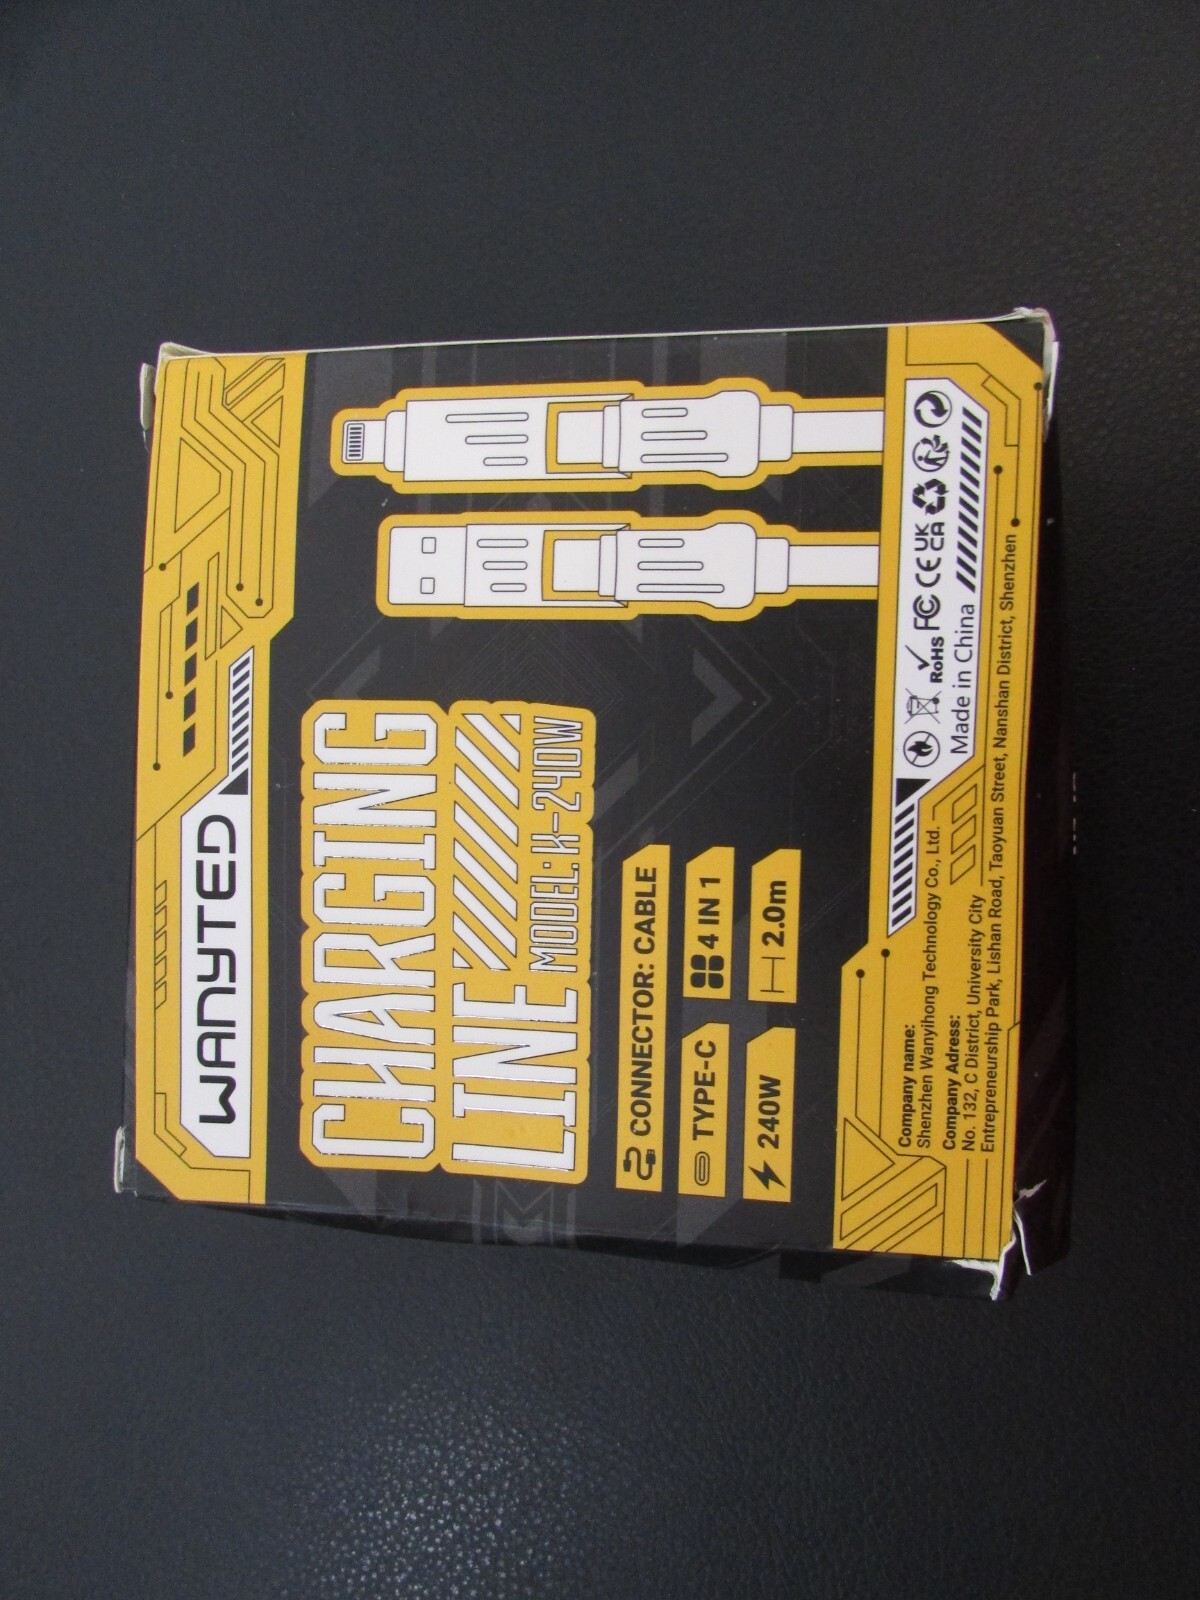 WANYTED
CHARGING
LINE
MODEL: K-240W
CONNECTOR: CABLE
TYPE-C
4 IN 1
240W
2.0m
RoHS FC CE UK CA
Made in China
Company name:
Shenzhen Wanyihong Technology Co., Ltd.
Company Adress:
No. 132, C District, University City
Entrepreneurship Park, Lishan Road, Taoyuan Street, Nanshan District, Shenzhen